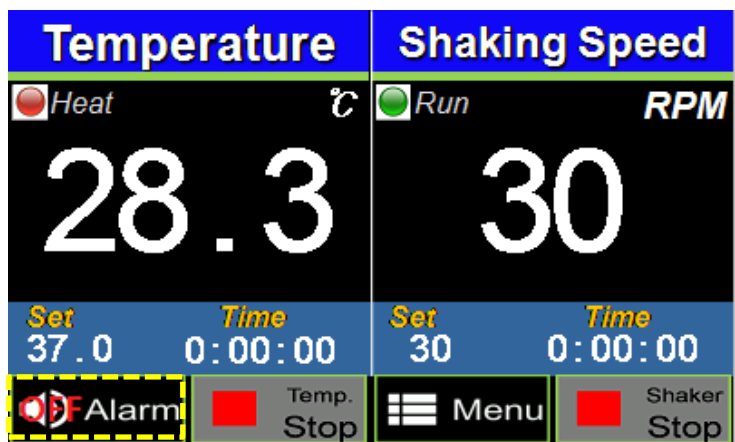 Temperature
Heat ℃
28.3
Set Time
37.0 0:00:00
OFF Alarm
Temp.
Stop
Shaking Speed
Run RPM
30
Set Time
30 0:00:00
Menu
Shaker
Stop